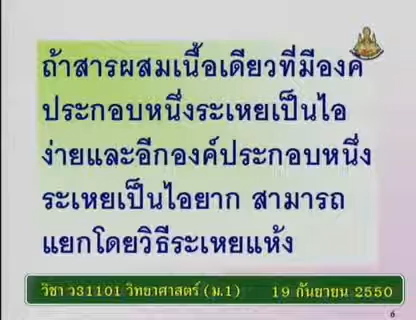 ถ้าสารผสมเนื้อเดียวที่มีองค์
ประกอบหนึ่งระเหยเป็นไอ
ง่ายและอีกองค์ประกอบหนึ่ง
ระเหยเป็นไอยาก สามารถ
แยกโดยวิธีระเหยแห้ง
วิชา ว31101 วิทยาศาสตร์ (ม.1) 19 กันยายน 2550
6